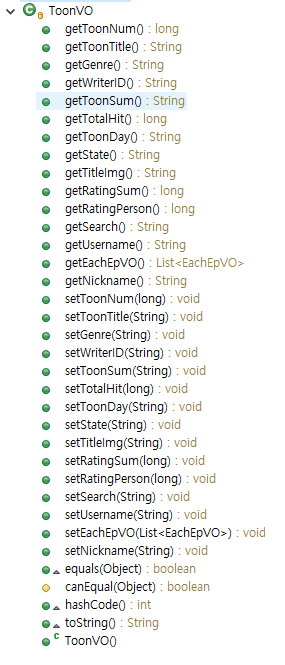 ToonVO
getToonNum() : long
getToonTitle() : String
getGenre() : String
getWriterID() : String
getToonSum() : String
getTotalHit() : long
getToonDay() : String
getState() : String
getTitleImg() : String
getRatingSum() : long
getRatingPerson() : long
getSearch() : String
getUsername() : String
getEachEpVO() : List<EachEpVO>
getNickname() : String
setToonNum(long) : void
setToonTitle(String) : void
setGenre(String) : void
setWriterID(String) : void
setToonSum(String) : void
setTotalHit(long) : void
setToonDay(String) : void
setState(String) : void
setTitleImg(String) : void
setRatingSum(long) : void
setRatingPerson(long) : void
setSearch(String) : void
setUsername(String) : void
setEachEpVO(List<EachEpVO>) : void
setNickname(String) : void
equals(Object) : boolean
canEqual(Object) : boolean
hashCode() : int
toString() : String
ToonVO()